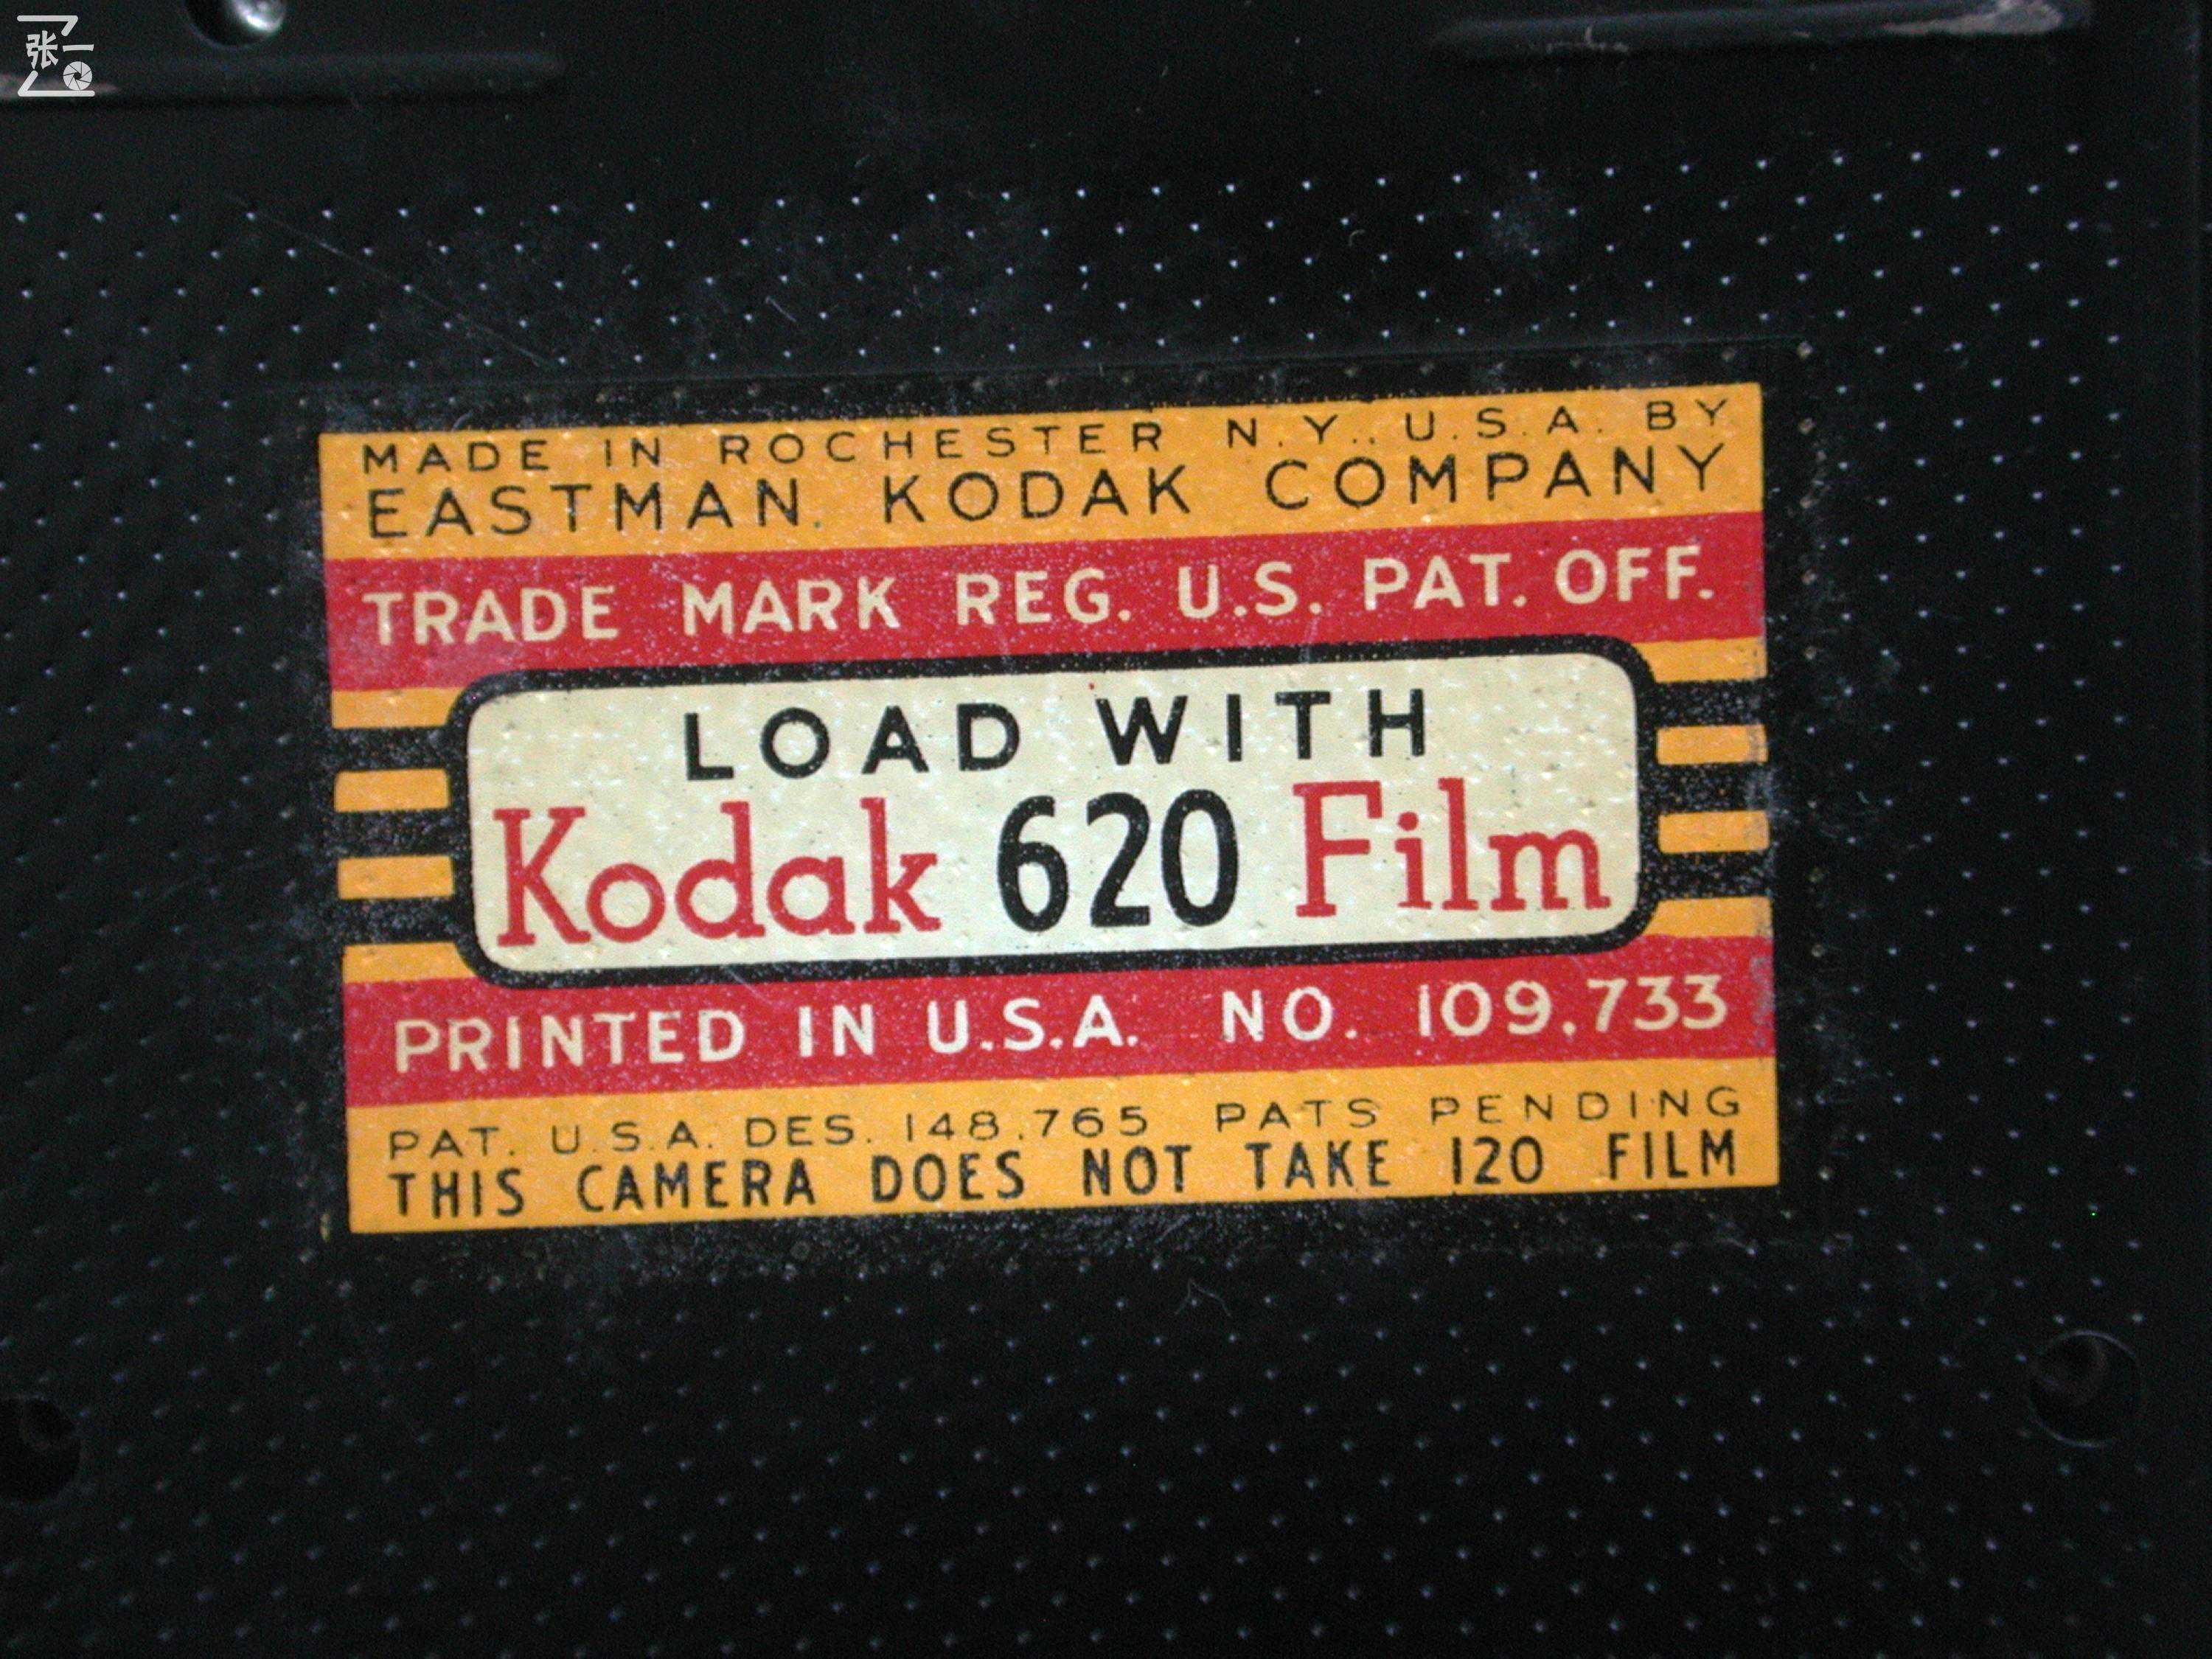 张一
MADE IN ROCHESTER N.Y.. U.S.A. BY
EASTMAN KODAK COMPANY
TRADE MARK REG. U.S. PAT. OFF.
LOAD WITH
Kodak 620 Film
PRINTED IN U.S.A. NO. 109,733
PAT. U.S.A. DES. 148,765 PATS PENDING
THIS CAMERA DOES NOT TAKE 120 FILM